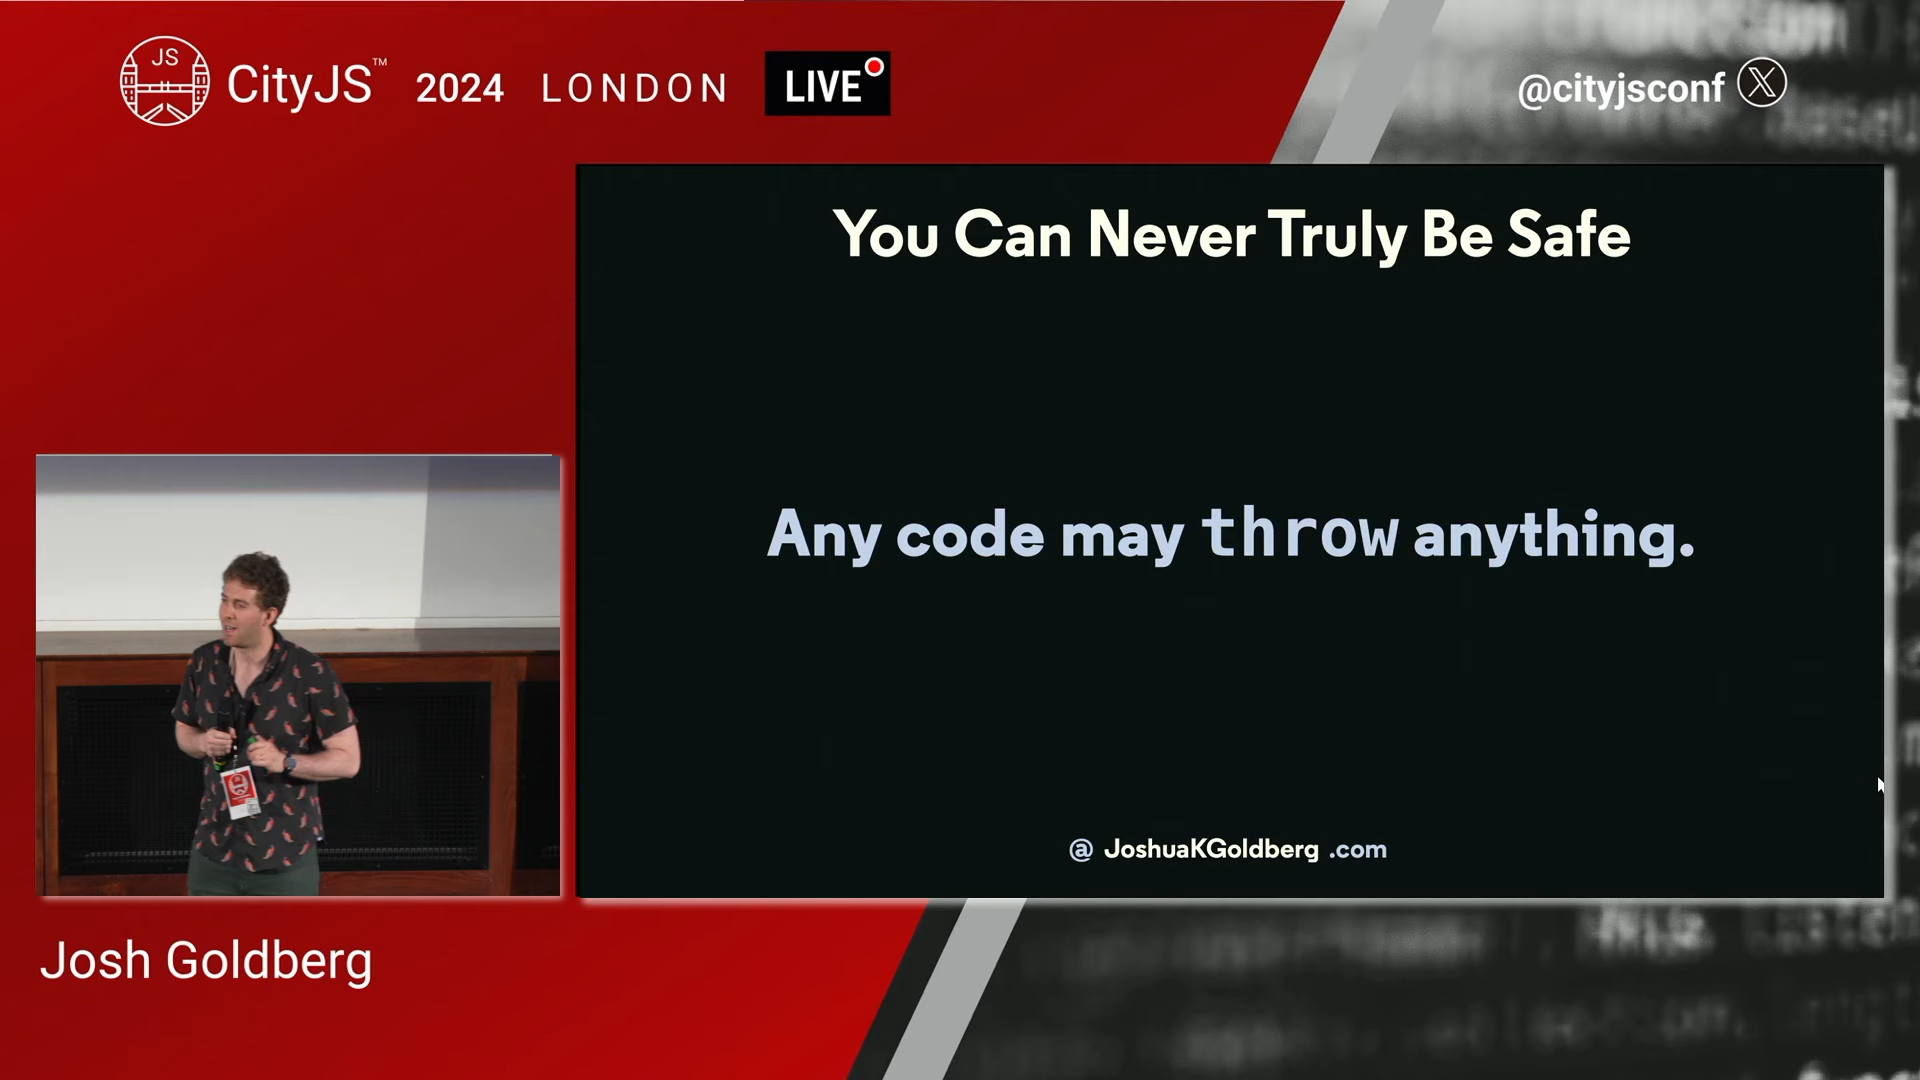 JS
CityJS™ 2024 LONDON LIVE
@cityjsconf
You Can Never Truly Be Safe
Any code may throw anything.
@ JoshuaKGoldberg .com
Josh Goldberg